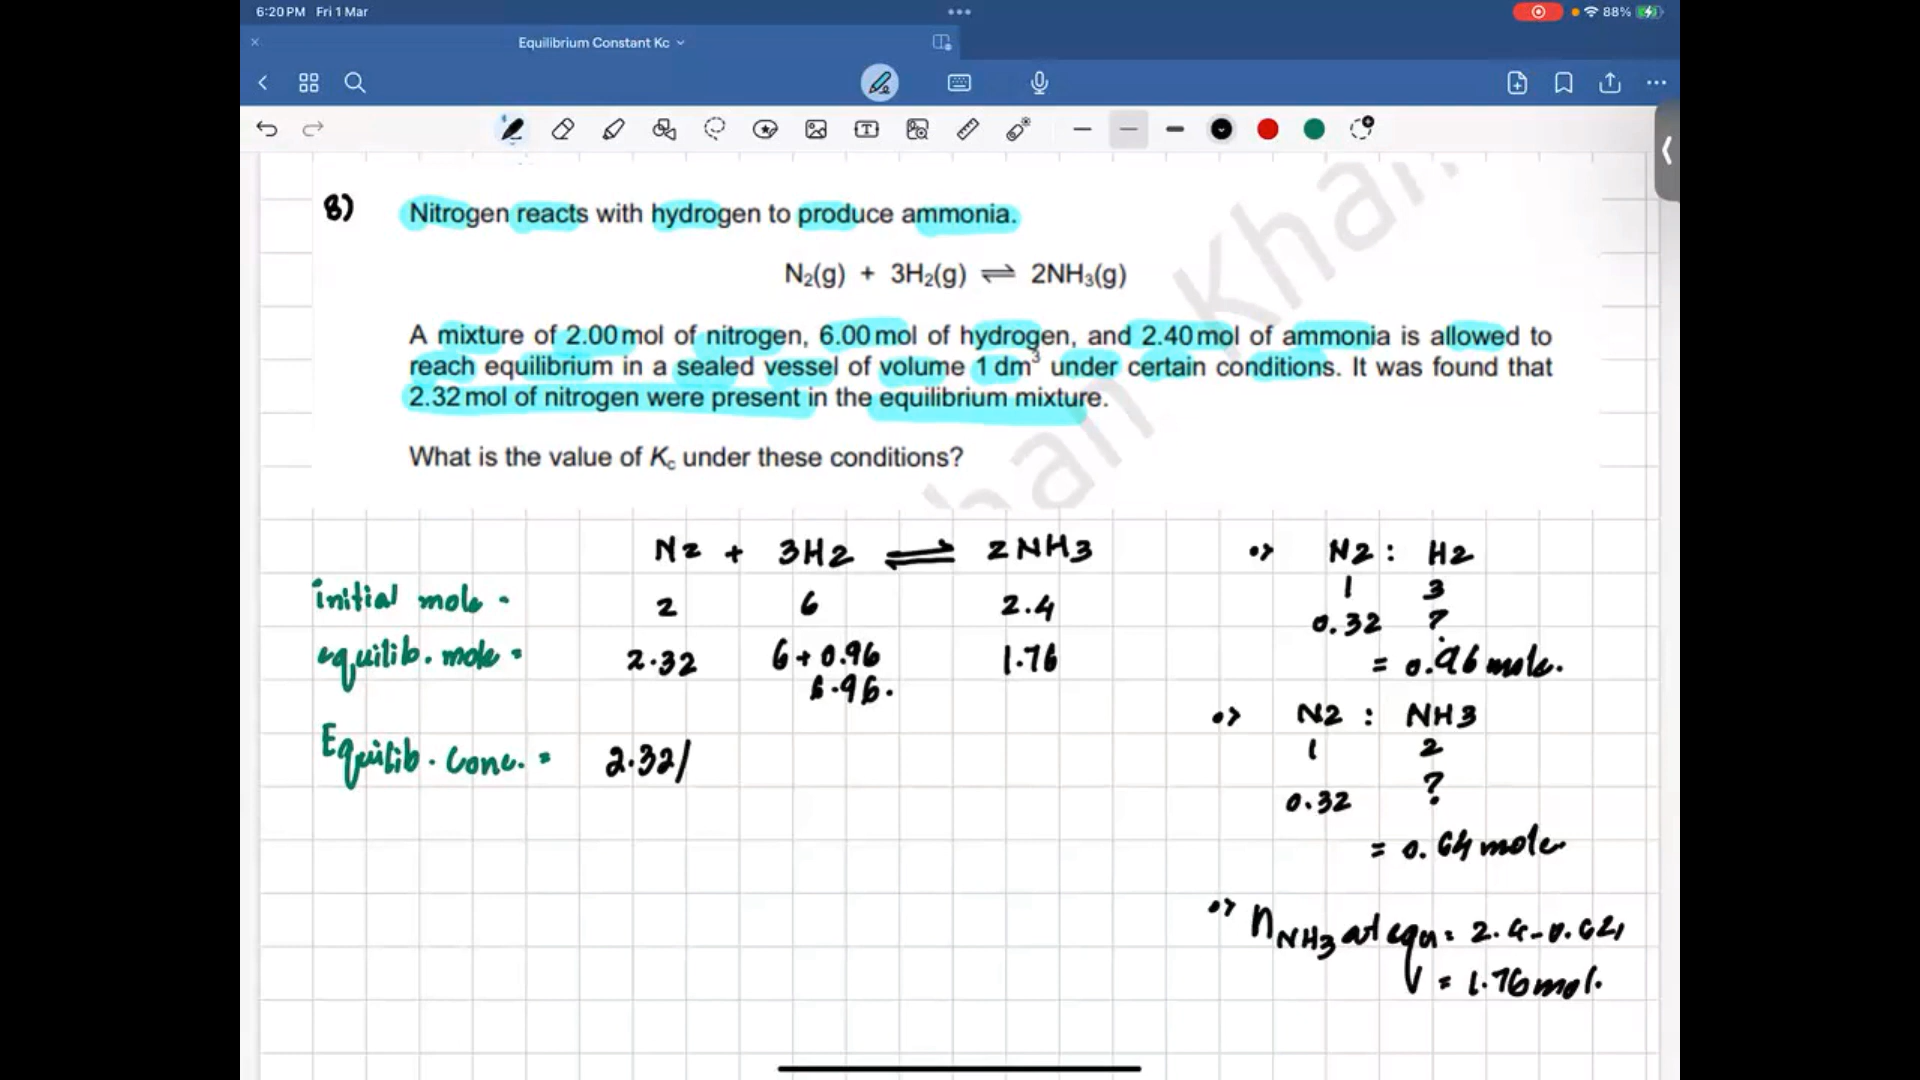 6:20 PM Fri 1 Mar
88%
Equilibrium Constant Kc
8)
Nitrogen reacts with hydrogen to produce ammonia.
N₂(g) + 3H₂(g) ⇌ 2NH₃(g)
A mixture of 2.00 mol of nitrogen, 6.00 mol of hydrogen, and 2.40 mol of ammonia is allowed to
reach equilibrium in a sealed vessel of volume 1 dm³ under certain conditions. It was found that
2.32 mol of nitrogen were present in the equilibrium mixture.
What is the value of Kc under these conditions?
Khan Khan
N2 + 3H2 ⇌ 2NH3
initial mole = 2 6 2.4
equilib. mole = 2.32 6+0.96 1.76
6.96.
Equilib. Conc. = 2.32/
N2 : H2
1 3
0.32 ?
= 0.96 mole.
N2 : NH3
1 2
0.32 ?
= 0.64 mole.
nNH3 at eqn = 2.4-0.64
= 1.76 mol.